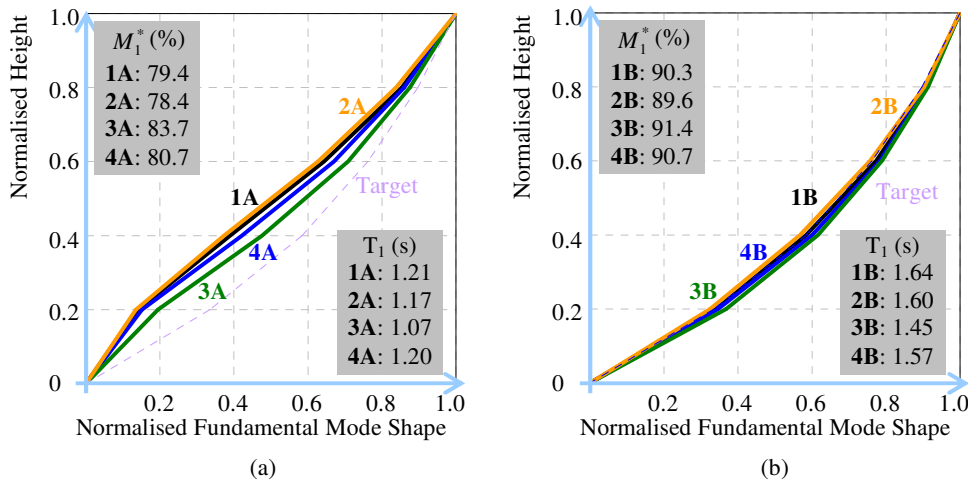 1.0
0.8
0.6
0.4
0.2
0
Normalised Height
M₁* (%)
1A: 79.4
2A: 78.4
3A: 83.7
4A: 80.7
2A
Target
1A
4A
3A
T₁ (s)
1A: 1.21
2A: 1.17
3A: 1.07
4A: 1.20
0.2 0.4 0.6 0.8 1.0
Normalised Fundamental Mode Shape
(a)
1.0
0.8
0.6
0.4
0.2
0
Normalised Height
M₁* (%)
1B: 90.3
2B: 89.6
3B: 91.4
4B: 90.7
2B
Target
1B
4B
3B
T₁ (s)
1B: 1.64
2B: 1.60
3B: 1.45
4B: 1.57
0.2 0.4 0.6 0.8 1.0
Normalised Fundamental Mode Shape
(b)